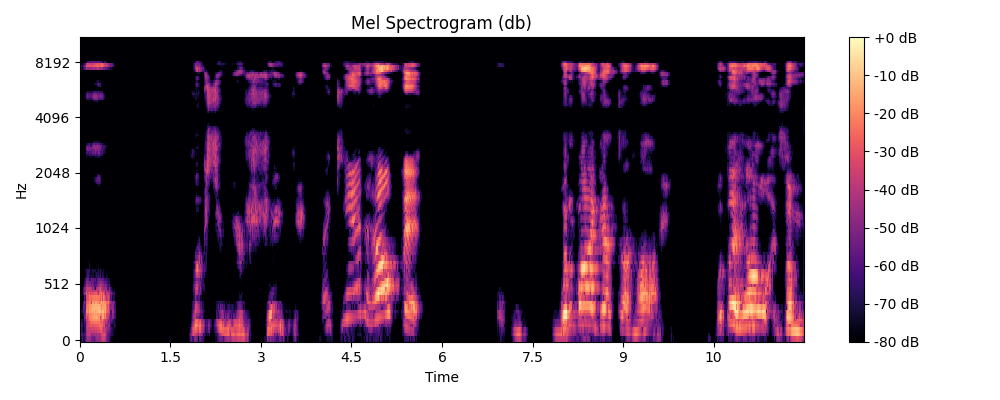 Mel Spectrogram (db)
8192
4096
2048
1024
512
0
Hz
0 1.5 3 4.5 6 7.5 9 10
Time
+0 dB
-10 dB
-20 dB
-30 dB
-40 dB
-50 dB
-60 dB
-70 dB
-80 dB